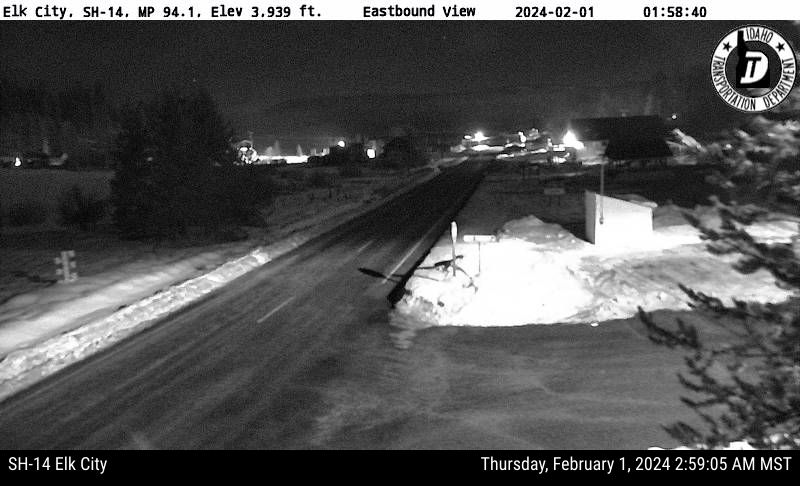 Elk City, SH-14, MP 94.1, Elev 3,939 ft. Eastbound View 2024-02-01 01:58:40
IDAHO
TRANSPORTATION DEPARTMENT
SH-14 Elk City Thursday, February 1, 2024 2:59:05 AM MST